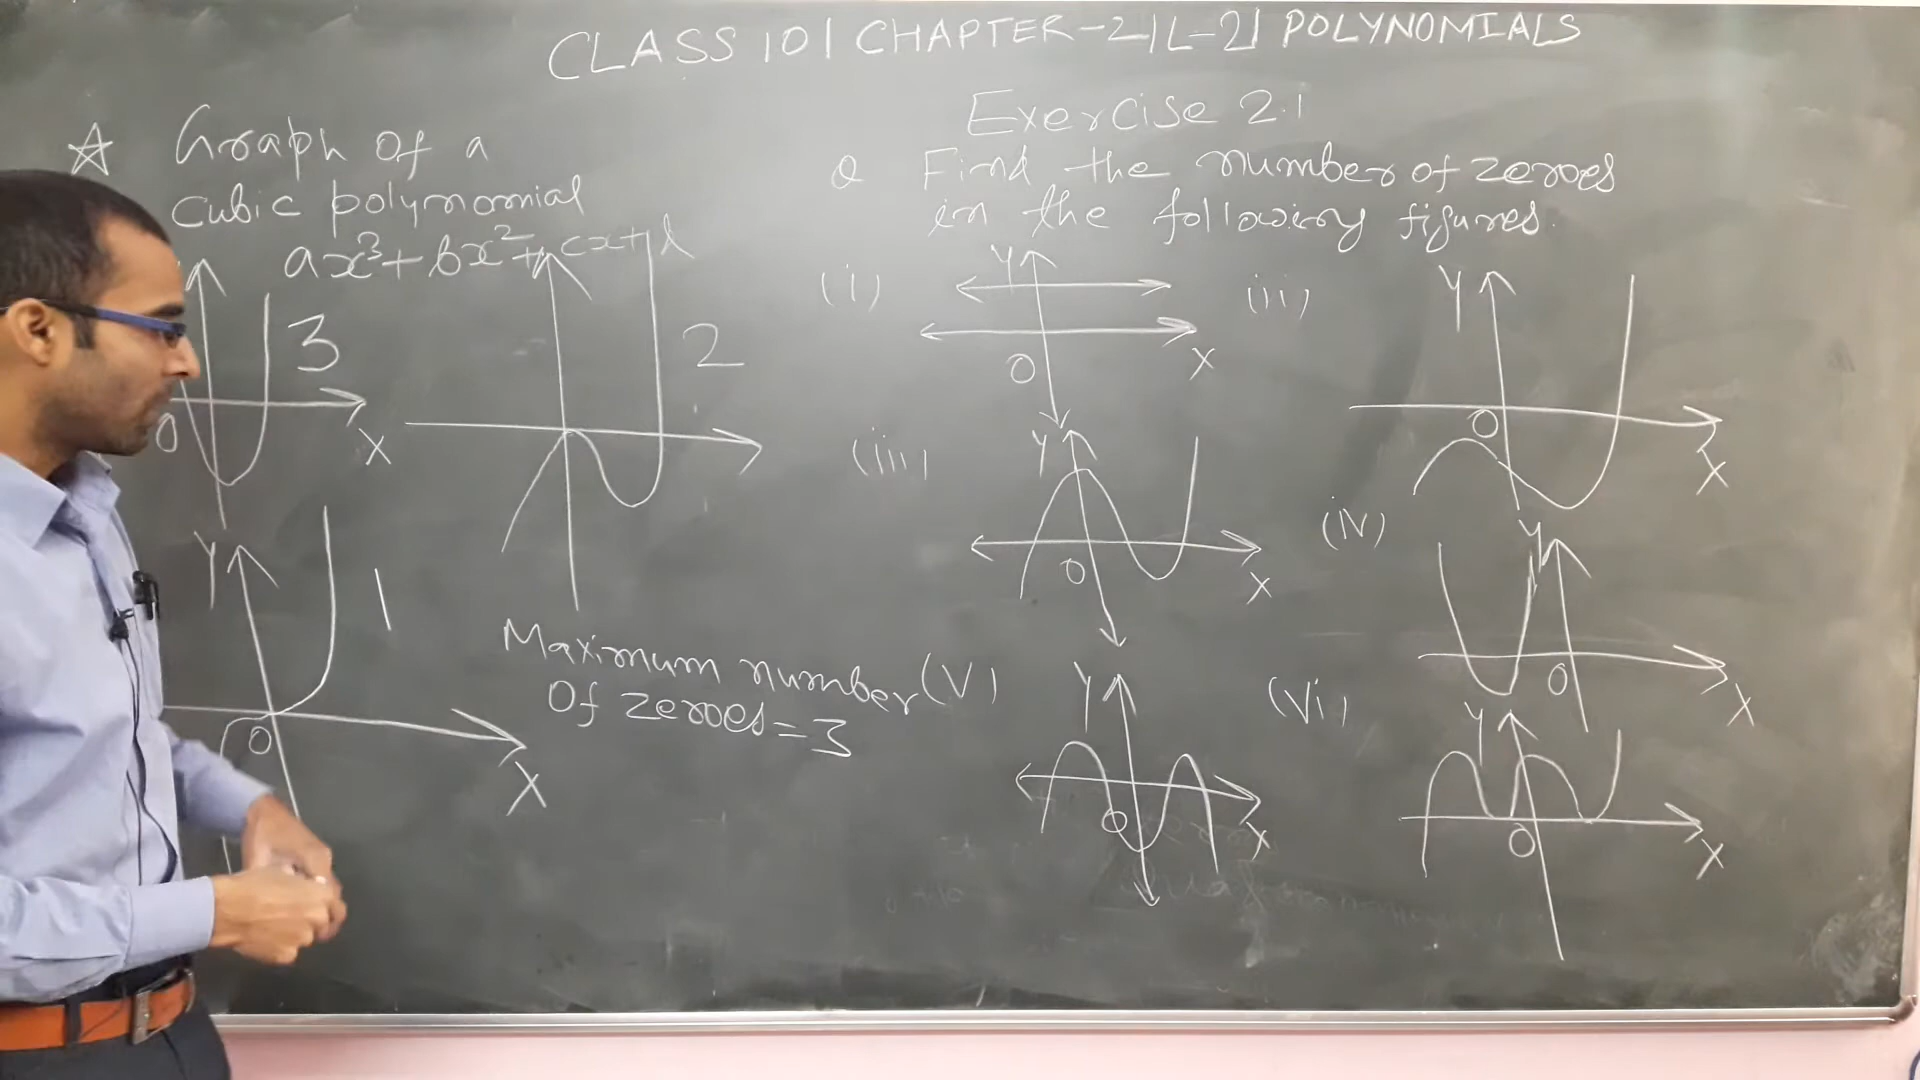 CLASS 10 | CHAPTER-2 | L-2 | POLYNOMIALS
☆ Graph of a
cubic polynomial
ax³+bx²+cx+d
3
O
X
2
Y
1
O
X
Maximum number
of zeroes=3
Exercise 2.1
Q Find the number of zeroes
in the following figures.
(i)
Y
O
X
(ii)
Y
O
X
(iii)
Y
O
X
(iv)
Y
O
X
(v)
Y
O
X
(vi)
Y
O
X